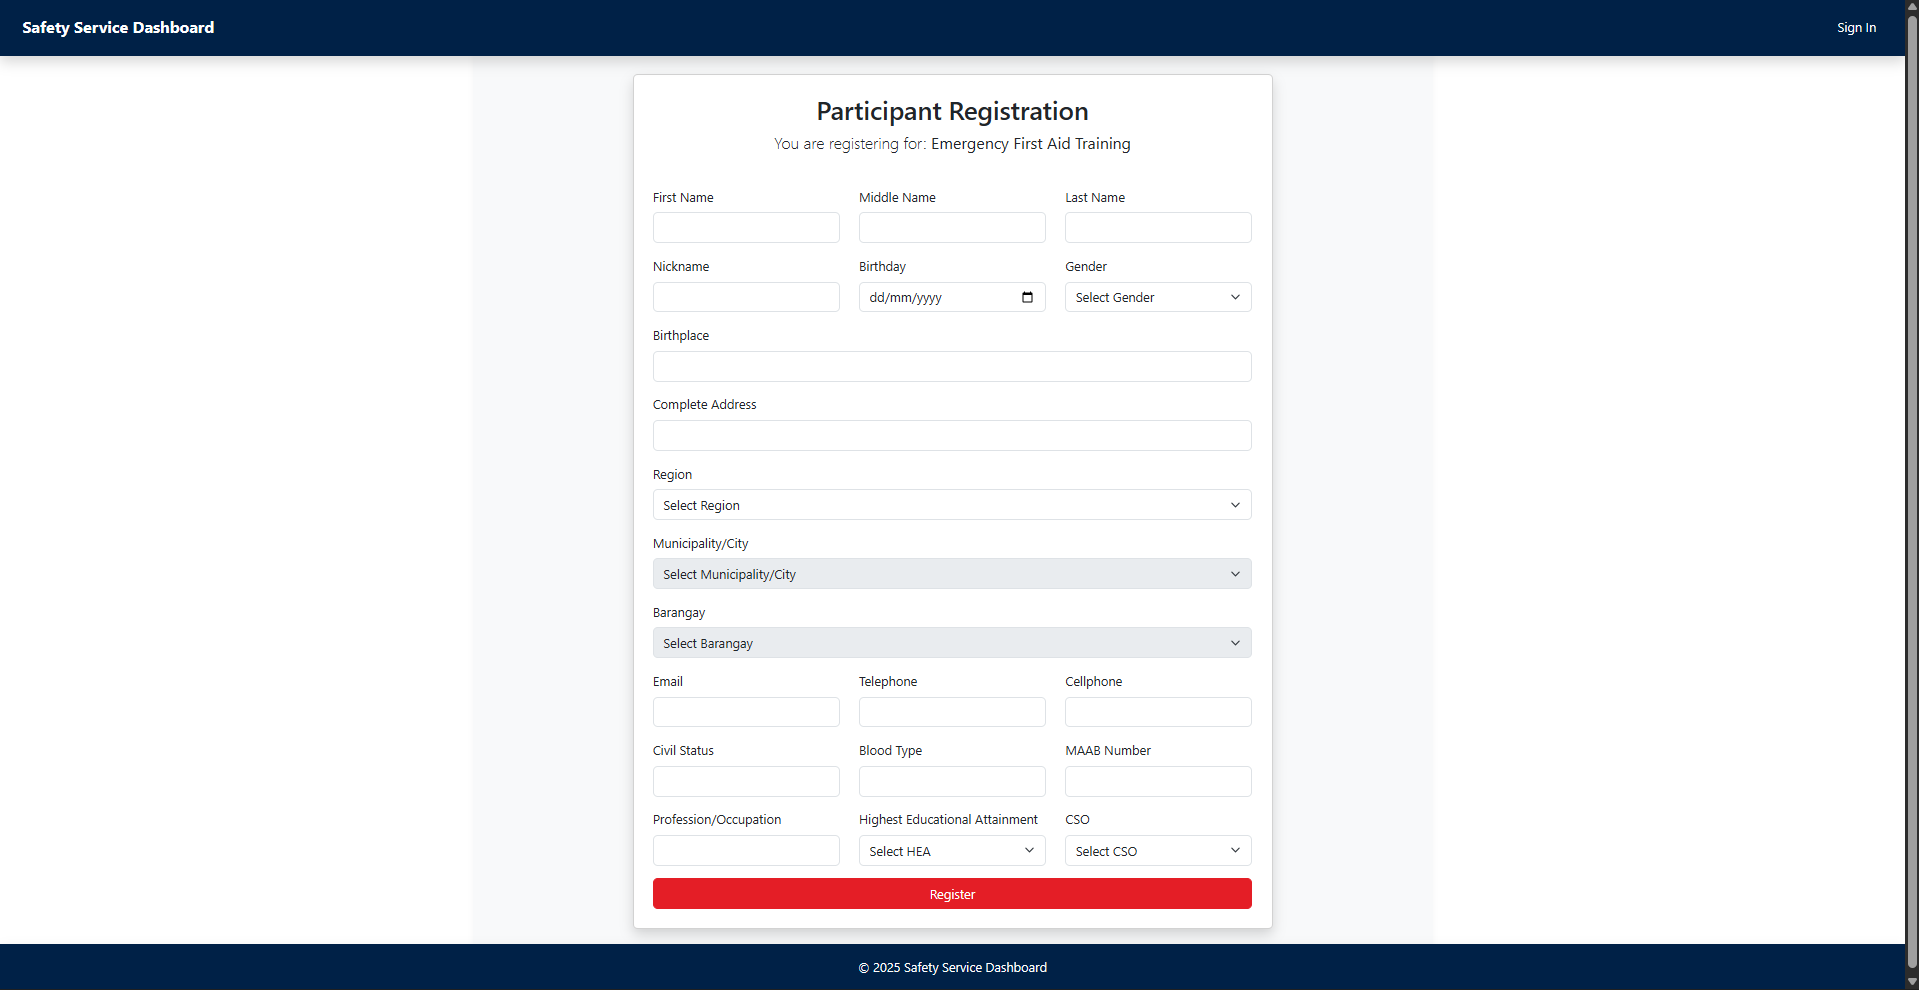 Safety Service Dashboard
Sign In
Participant Registration
You are registering for: Emergency First Aid Training
First Name Middle Name Last Name
Nickname Birthday Gender
dd/mm/yyyy Select Gender
Birthplace
Complete Address
Region
Select Region
Municipality/City
Select Municipality/City
Barangay
Select Barangay
Email Telephone Cellphone
Civil Status Blood Type MAAB Number
Profession/Occupation Highest Educational Attainment CSO
Select HEA Select CSO
Register
© 2025 Safety Service Dashboard